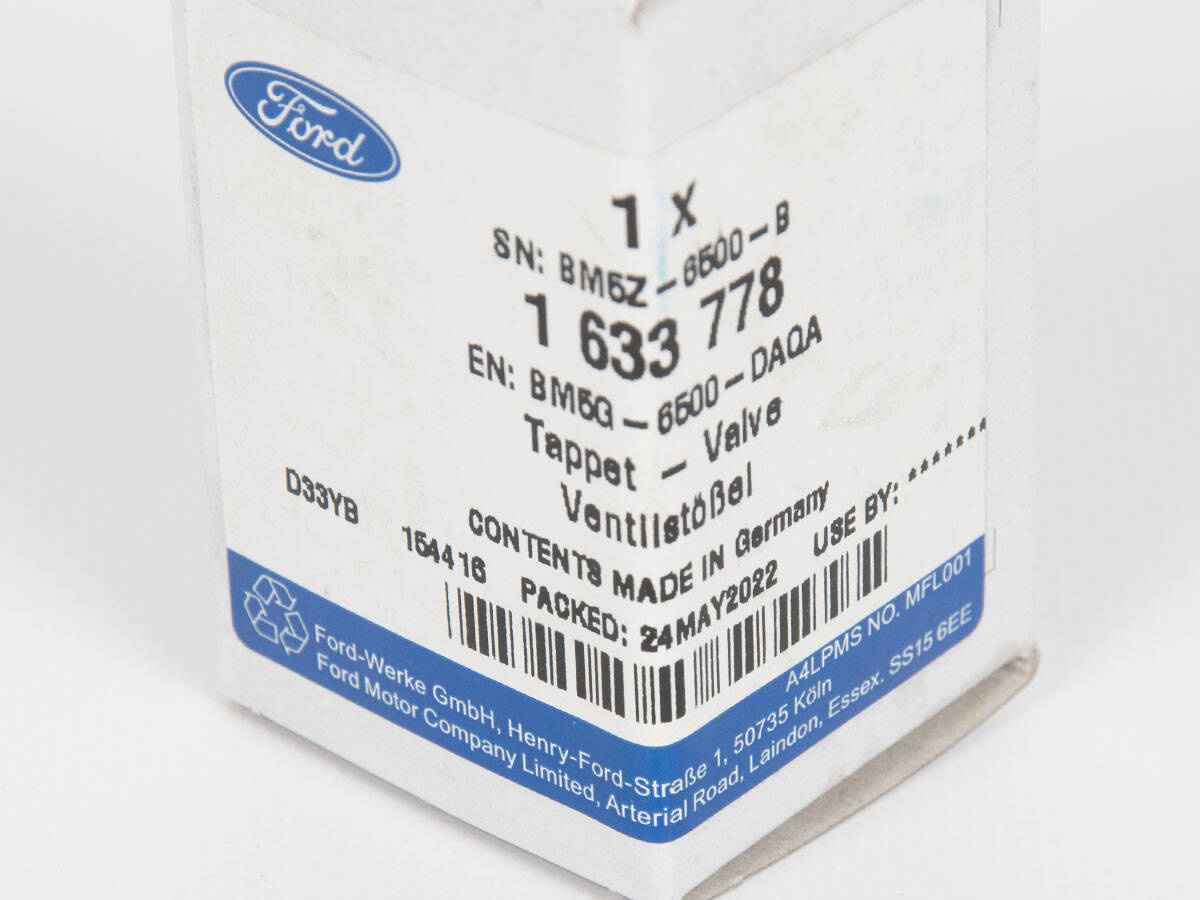 Ford
1 X
SN: BM5Z-6500-B
1 633 778
EN: BM5G-6500-DAQA
Tappet - Valve
Ventilstößel
CONTENTS MADE IN Germany
D33YB 154416 PACKED: 24MAY2022 USE BY: *******
A4LPMS NO. MFL001
Ford-Werke GmbH, Henry-Ford-Straße 1, 50735 Köln
Ford Motor Company Limited, Arterial Road, Laindon, Essex. SS15 6EE